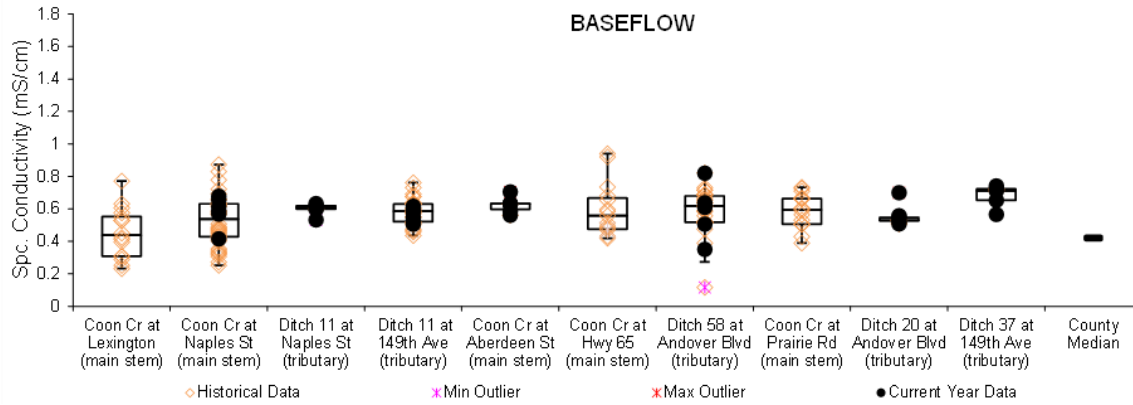 BASEFLOW
Spc. Conductivity (mS/cm)
1.8
1.6
1.4
1.2
1
0.8
0.6
0.4
0.2
0
Coon Cr at Lexington (main stem)
Coon Cr at Naples St (main stem)
Ditch 11 at Naples St (tributary)
Ditch 11 at 149th Ave (tributary)
Coon Cr at Aberdeen St (main stem)
Coon Cr at Hwy 65 (main stem)
Ditch 58 at Andover Blvd (tributary)
Coon Cr at Prairie Rd (main stem)
Ditch 20 at Andover Blvd (tributary)
Ditch 37 at 149th Ave (tributary)
County Median
Historical Data
Min Outlier
Max Outlier
Current Year Data